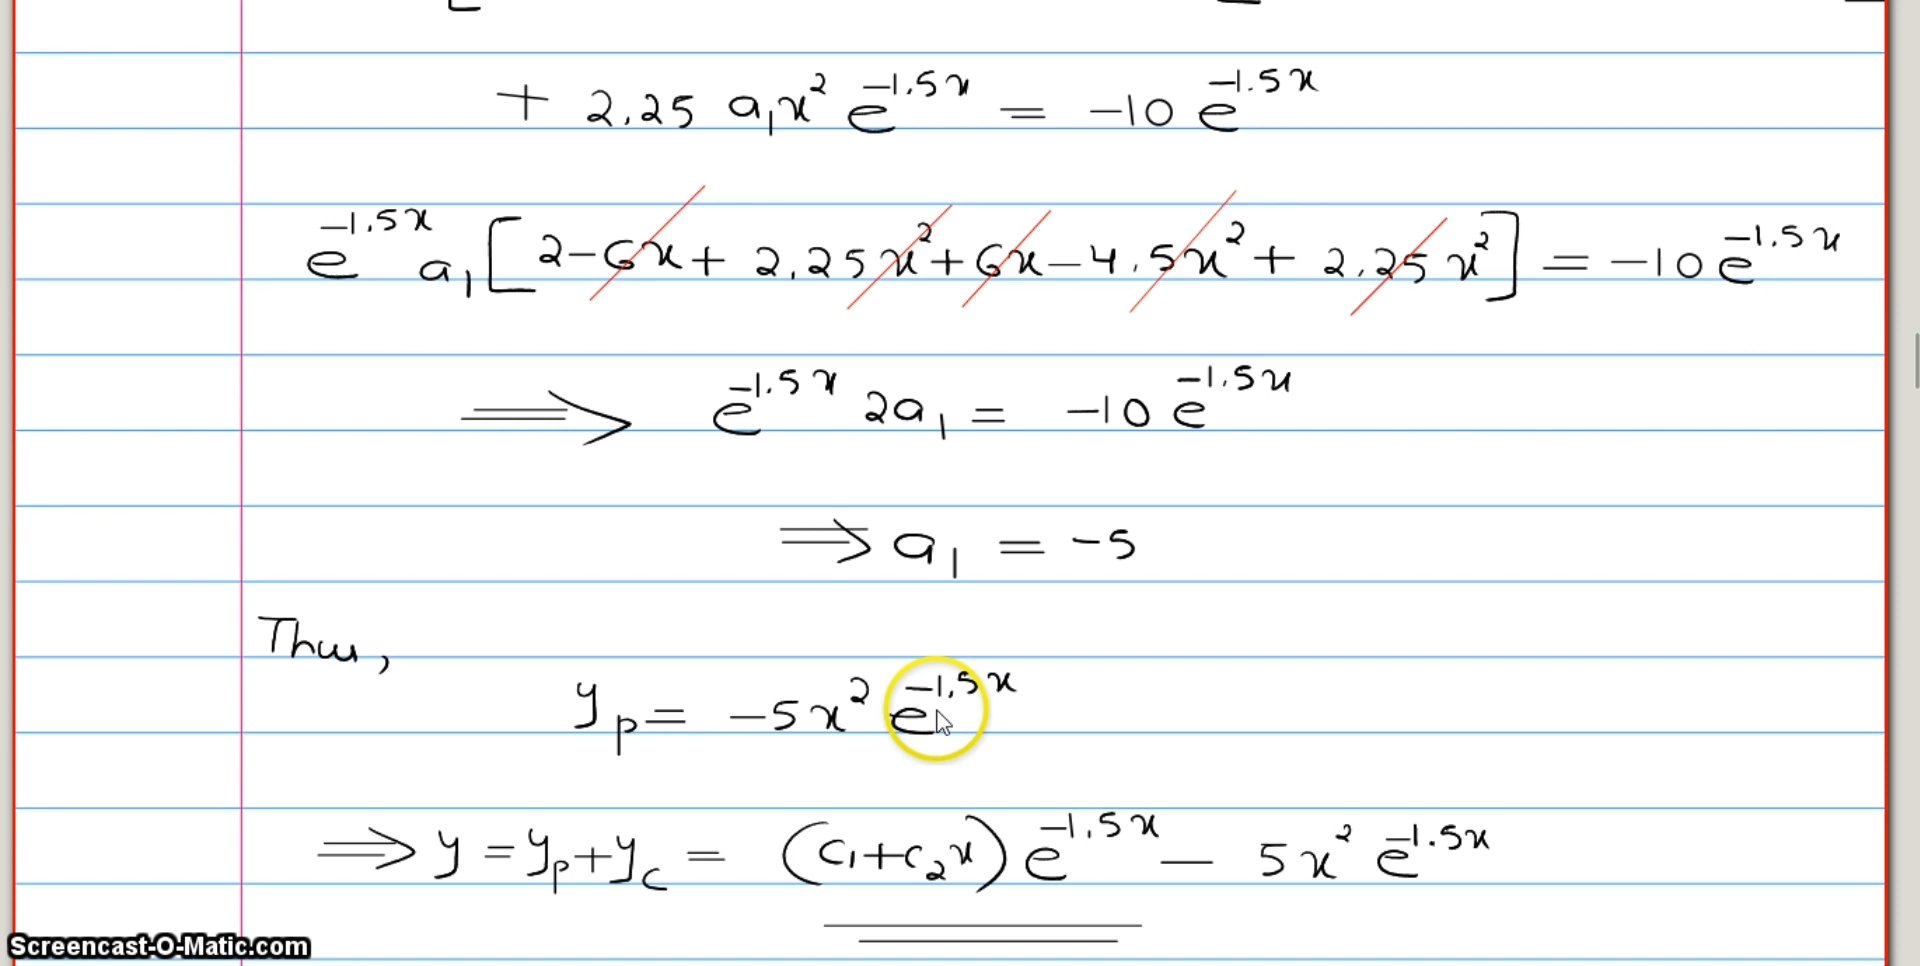 + 2.25 a₁x² e^{-1.5x} = -10 e^{-1.5x}
e^{-1.5x} a₁[2-6x+2.25x²+6x-4.5x²+2.25x²] = -10 e^{-1.5x}
⟹ e^{-1.5x} 2a₁ = -10 e^{-1.5x}
⟹ a₁ = -5
Thus,
y_p = -5x² e^{-1.5x}
⟹ y = y_p + y_c = (c₁+c₂x) e^{-1.5x} - 5x² e^{-1.5x}
Screencast-O-Matic.com